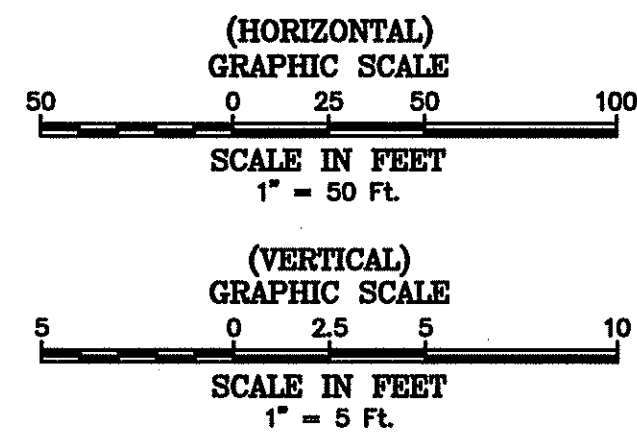 (HORIZONTAL)
GRAPHIC SCALE
50 0 25 50 100
SCALE IN FEET
1" = 50 Ft.
(VERTICAL)
GRAPHIC SCALE
5 0 2.5 5 10
SCALE IN FEET
1" = 5 Ft.